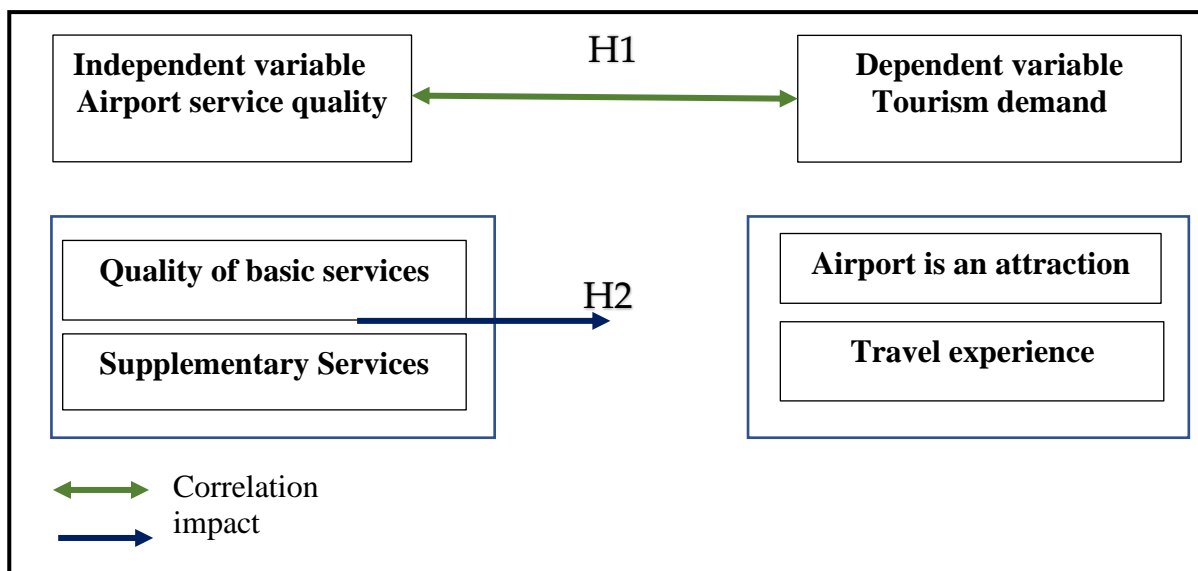 Independent variable
Airport service quality
H1
Dependent variable
Tourism demand
Quality of basic services
Supplementary Services
H2
Airport is an attraction
Travel experience
Correlation
impact